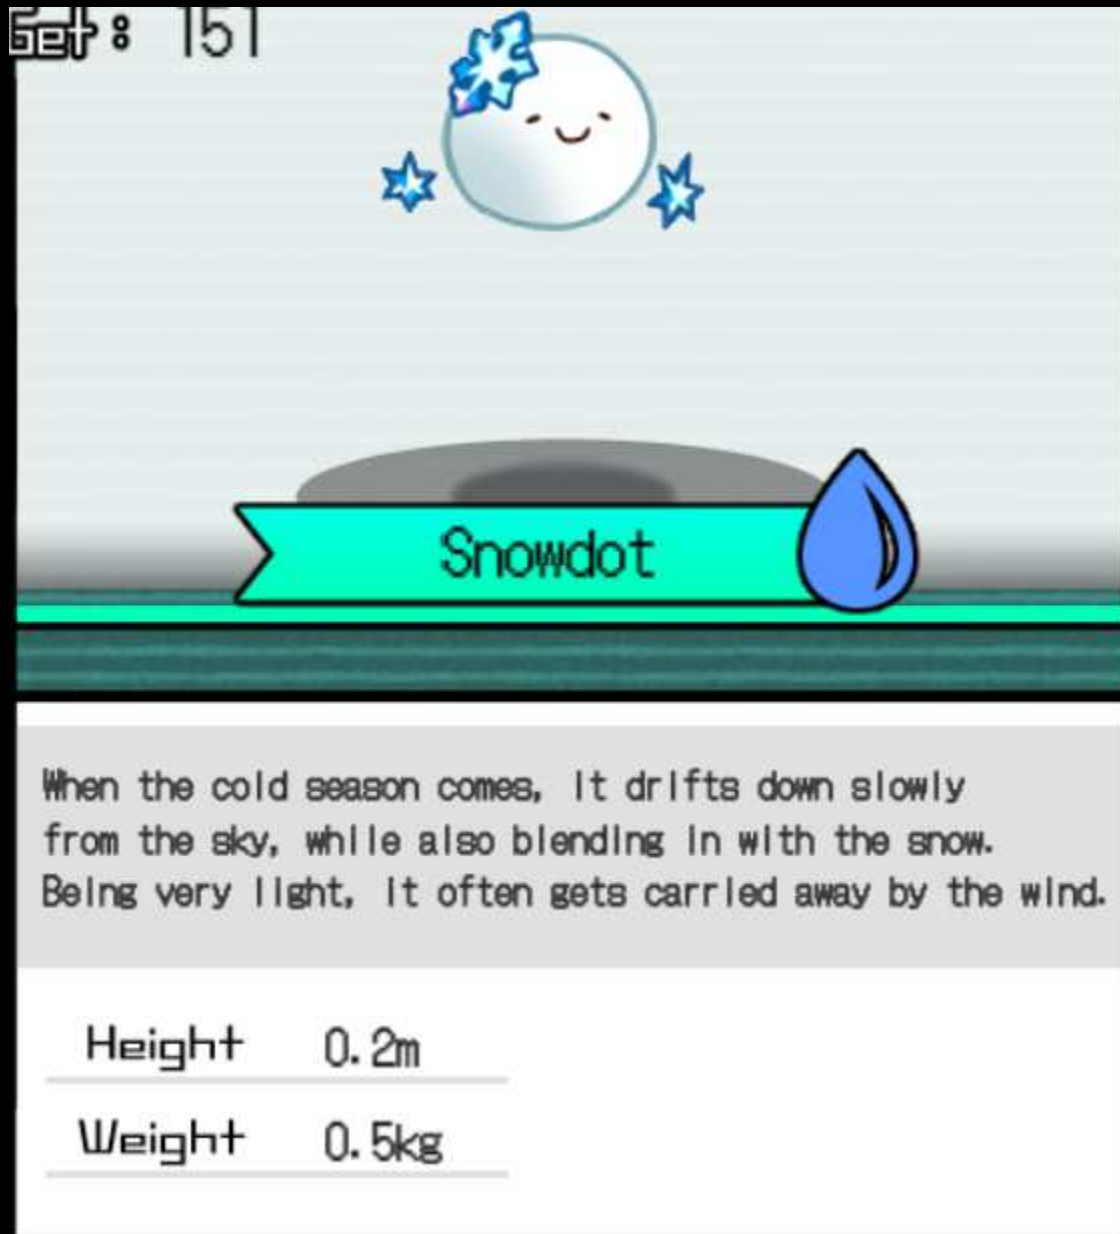 Get: 151
Snowdot
When the cold season comes, it drifts down slowly
from the sky, while also blending in with the snow.
Being very light, it often gets carried away by the wind.
Height 0.2m
Weight 0.5kg